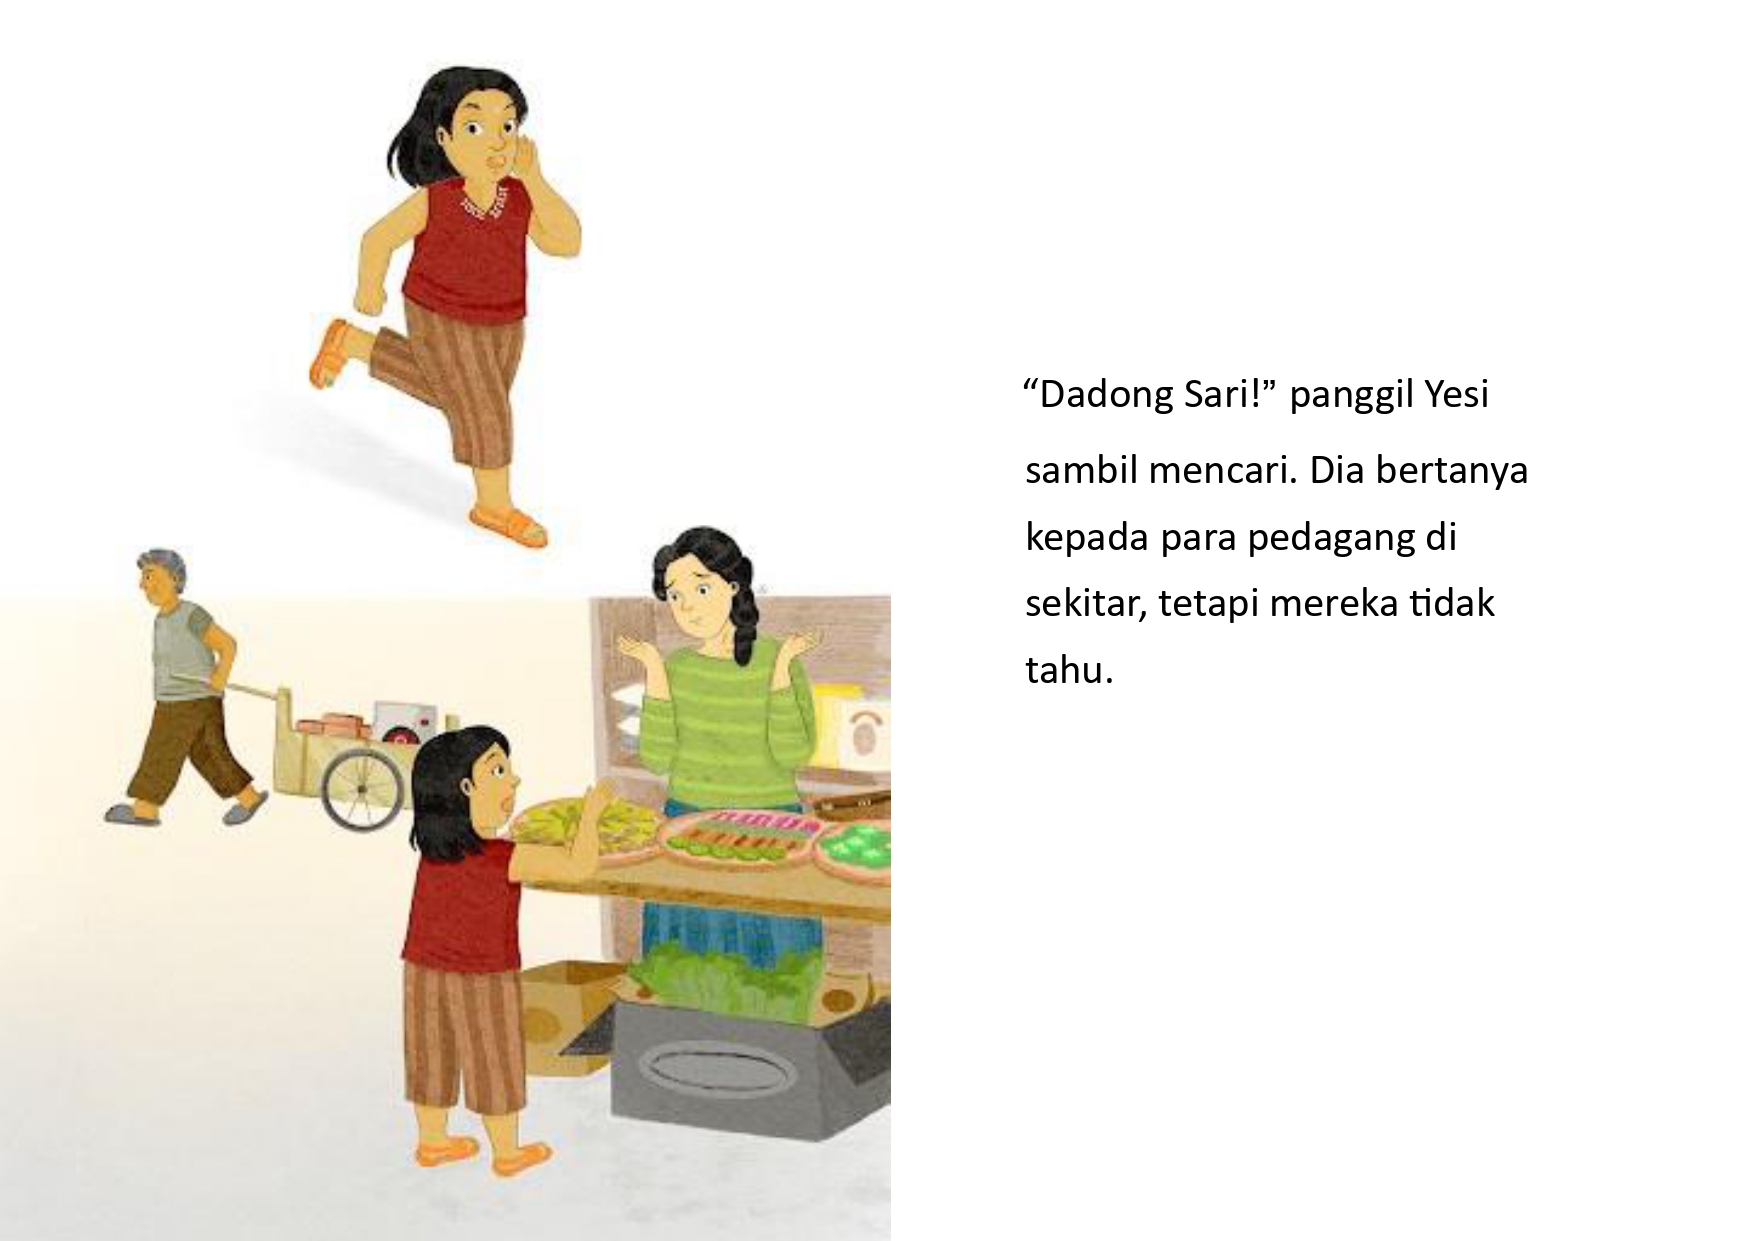 “Dadong Sari!” panggil Yesi
sambil mencari. Dia bertanya
kepada para pedagang di
sekitar, tetapi mereka tidak
tahu.